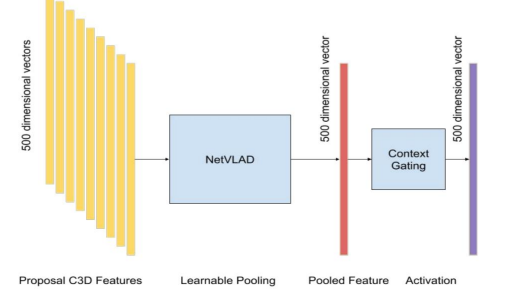 500 dimensional vectors
NetVLAD
500 dimensional vector
Context
Gating
500 dimensional vector
Proposal C3D Features
Learnable Pooling
Pooled Feature
Activation